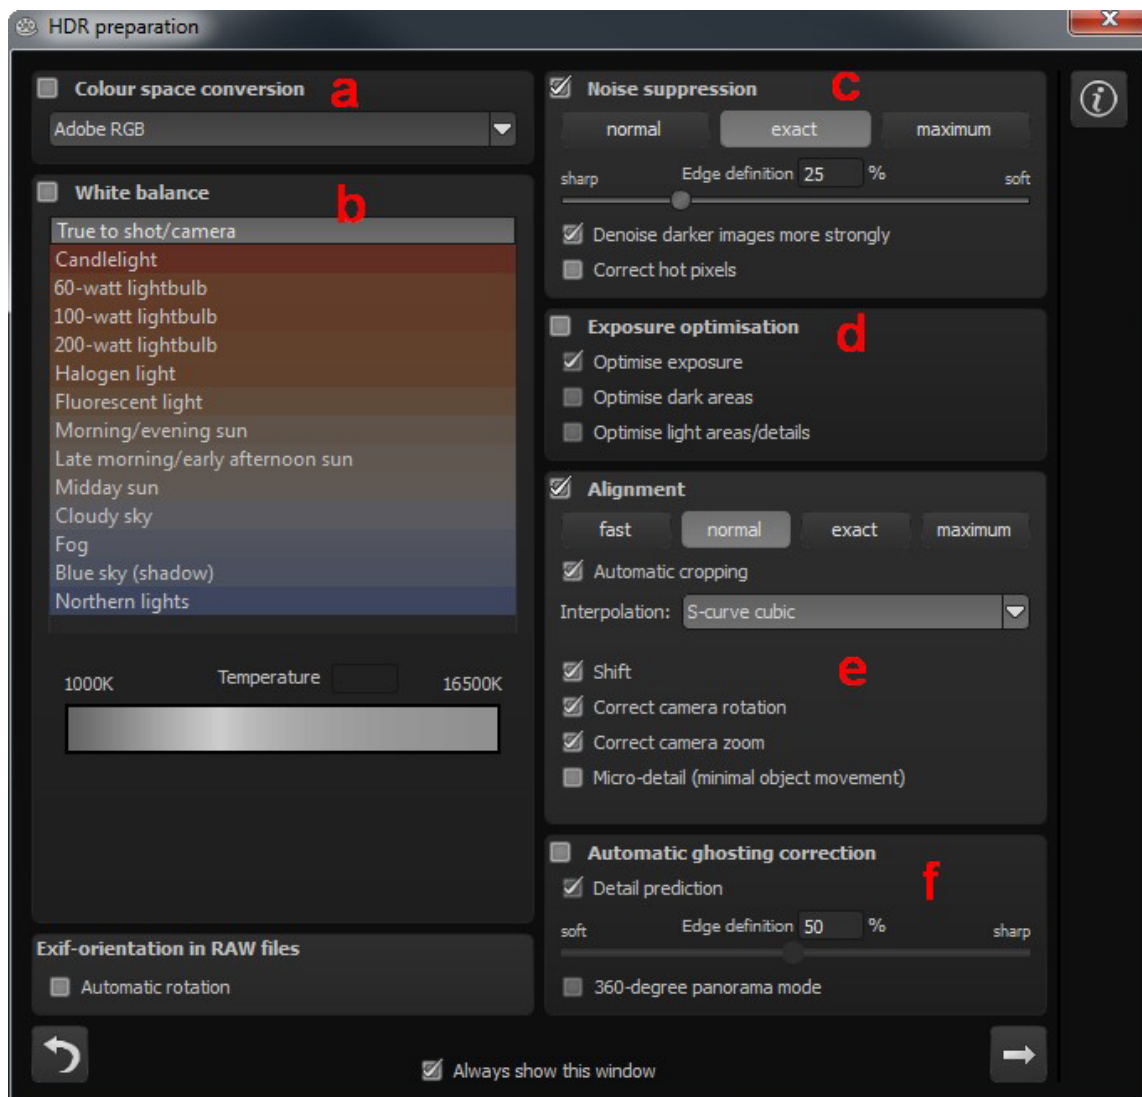 HDR preparation
Colour space conversion a
Adobe RGB
White balance b
True to shot/camera
Candlelight
60-watt lightbulb
100-watt lightbulb
200-watt lightbulb
Halogen light
Fluorescent light
Morning/evening sun
Late morning/early afternoon sun
Midday sun
Cloudy sky
Fog
Blue sky (shadow)
Northern lights
1000K Temperature 16500K
Exif-orientation in RAW files
Automatic rotation
Noise suppression c
normal exact maximum
sharp Edge definition 25 % soft
Denoise darker images more strongly
Correct hot pixels
Exposure optimisation d
Optimise exposure
Optimise dark areas
Optimise light areas/details
Alignment
fast normal exact maximum
Automatic cropping
Interpolation: S-curve cubic
Shift e
Correct camera rotation
Correct camera zoom
Micro-detail (minimal object movement)
Automatic ghosting correction
Detail prediction f
soft Edge definition 50 % sharp
360-degree panorama mode
Always show this window
i
x